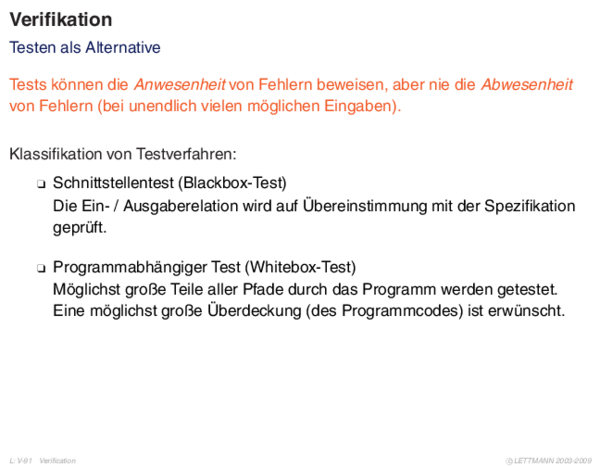 Verifikation
Testen als Alternative
Tests können die Anwesenheit von Fehlern beweisen, aber nie die Abwesenheit
von Fehlern (bei unendlich vielen möglichen Eingaben).
Klassifikation von Testverfahren:
❑ Schnittstellentest (Blackbox-Test)
Die Ein- / Ausgaberelation wird auf Übereinstimmung mit der Spezifikation
geprüft.
❑ Programmabhängiger Test (Whitebox-Test)
Möglichst große Teile aller Pfade durch das Programm werden getestet.
Eine möglichst große Überdeckung (des Programmcodes) ist erwünscht.
L: V-91 Verification © LETTMANN 2003-2009